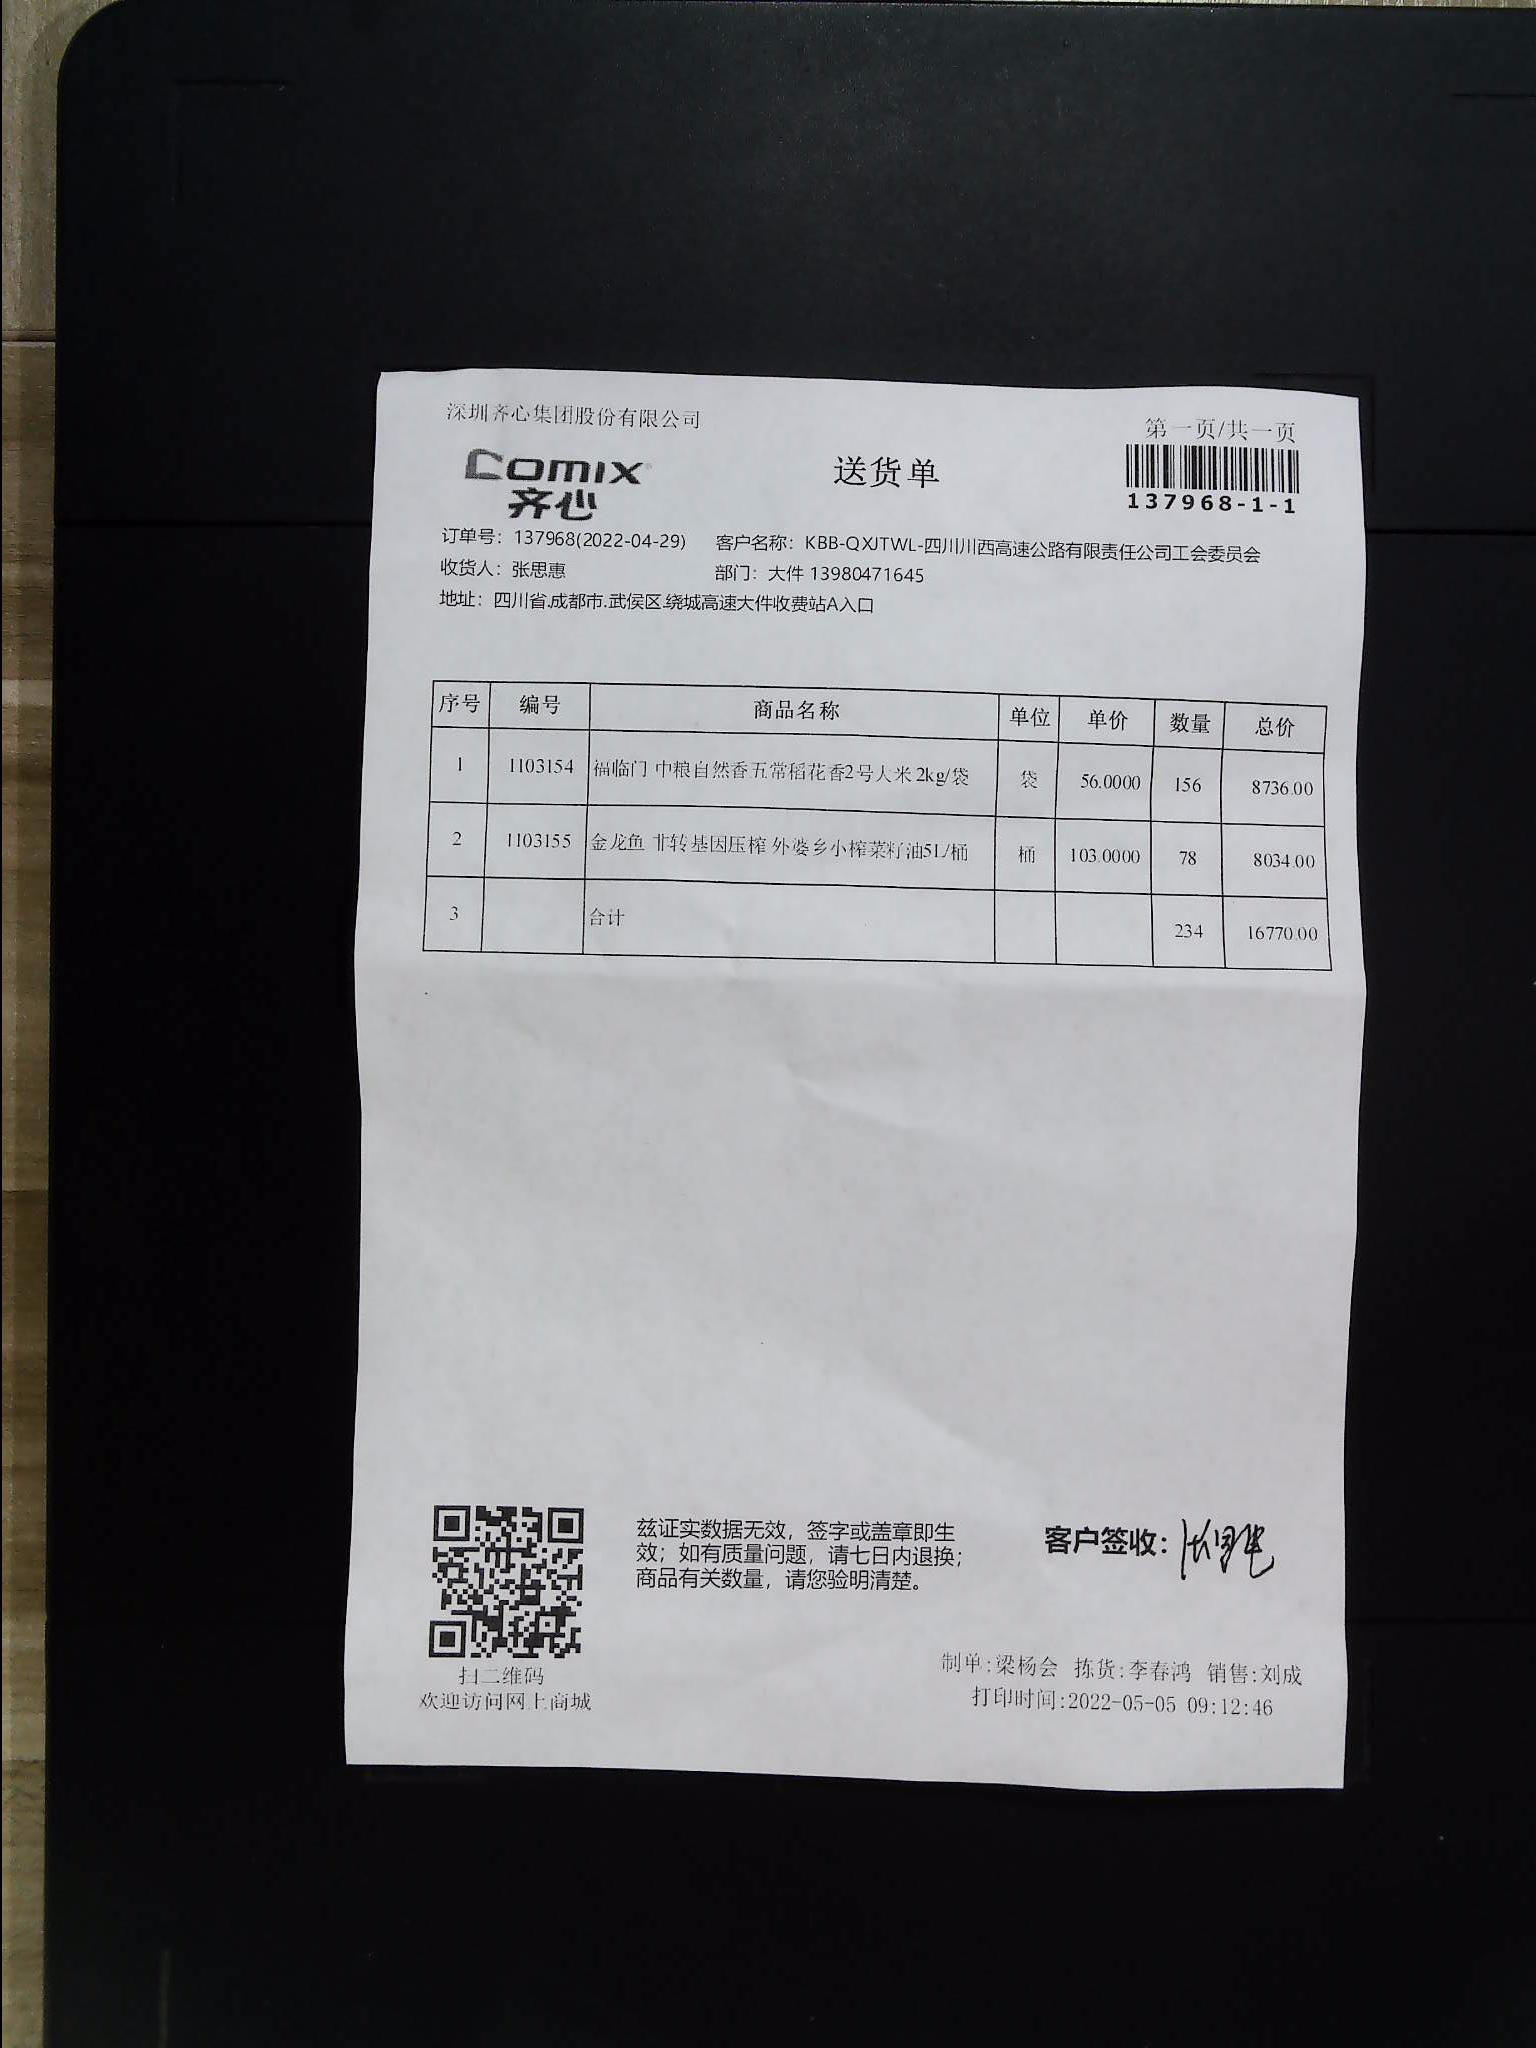 深圳齐心集团股份有限公司
第一页/共一页
comix
齐心
送货单
137968-1-1
订单号：137968(2022-04-29) 客户名称：KBB-QXJTWL-四川川西高速公路有限责任公司工会委员会
收货人：张思惠 部门：大件 13980471645
地址：四川省.成都市.武侯区.绕城高速大件收费站A入口
序号 编号 商品名称 单位 单价 数量 总价
1 1103154 福临门 中粮自然香五常稻花香2号大米 2kg/袋 袋 56.0000 156 8736.00
2 1103155 金龙鱼 非转基因压榨 外婆乡小榨菜籽油5L/桶 桶 103.0000 78 8034.00
3 合计 234 16770.00
兹证实数据无效，签字或盖章即生
效；如有质量问题，请七日内退换；
商品有关数量，请您验明清楚。
客户签收：
扫二维码
欢迎访问网上商城
制单:梁杨会 拣货:李春鸿 销售:刘成
打印时间:2022-05-05 09:12:46